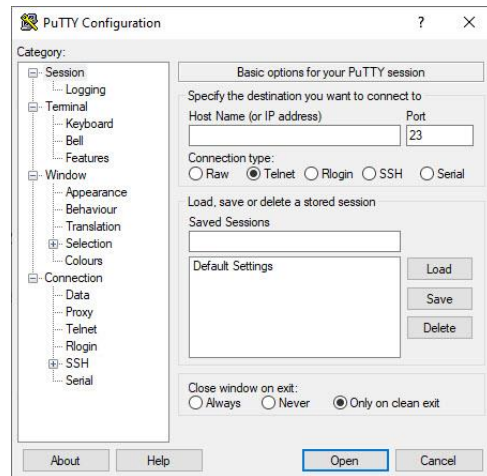 PuTTY Configuration
?
Category:
Session
Logging
Terminal
Keyboard
Bell
Features
Window
Appearance
Behaviour
Translation
Selection
Colours
Connection
Data
Proxy
Telnet
Rlogin
SSH
Serial
Basic options for your PuTTY session
Specify the destination you want to connect to
Host Name (or IP address) Port
23
Connection type:
Raw Telnet Rlogin SSH Serial
Load, save or delete a stored session
Saved Sessions
Default Settings
Load
Save
Delete
Close window on exit:
Always Never Only on clean exit
About Help Open Cancel